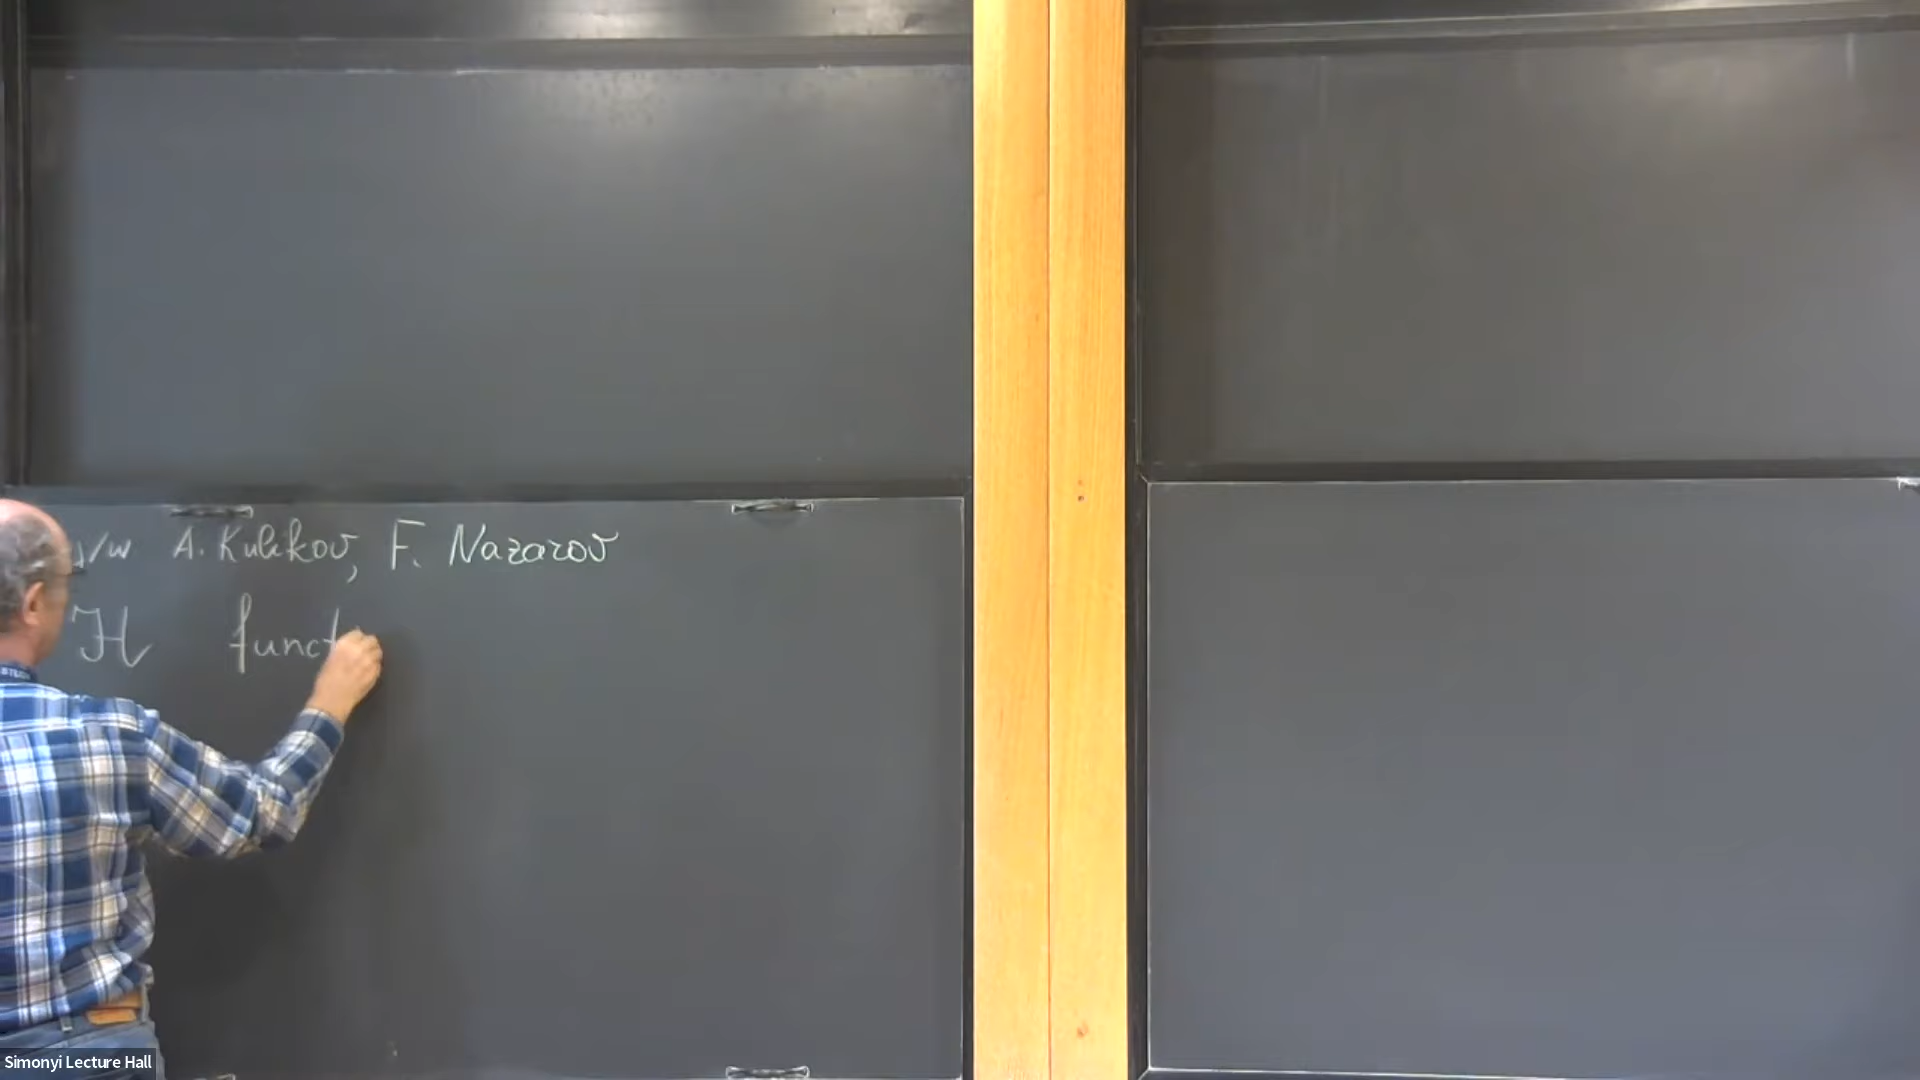 j/w A. Kulikov, F. Nazarov
H funct
Simonyi Lecture Hall